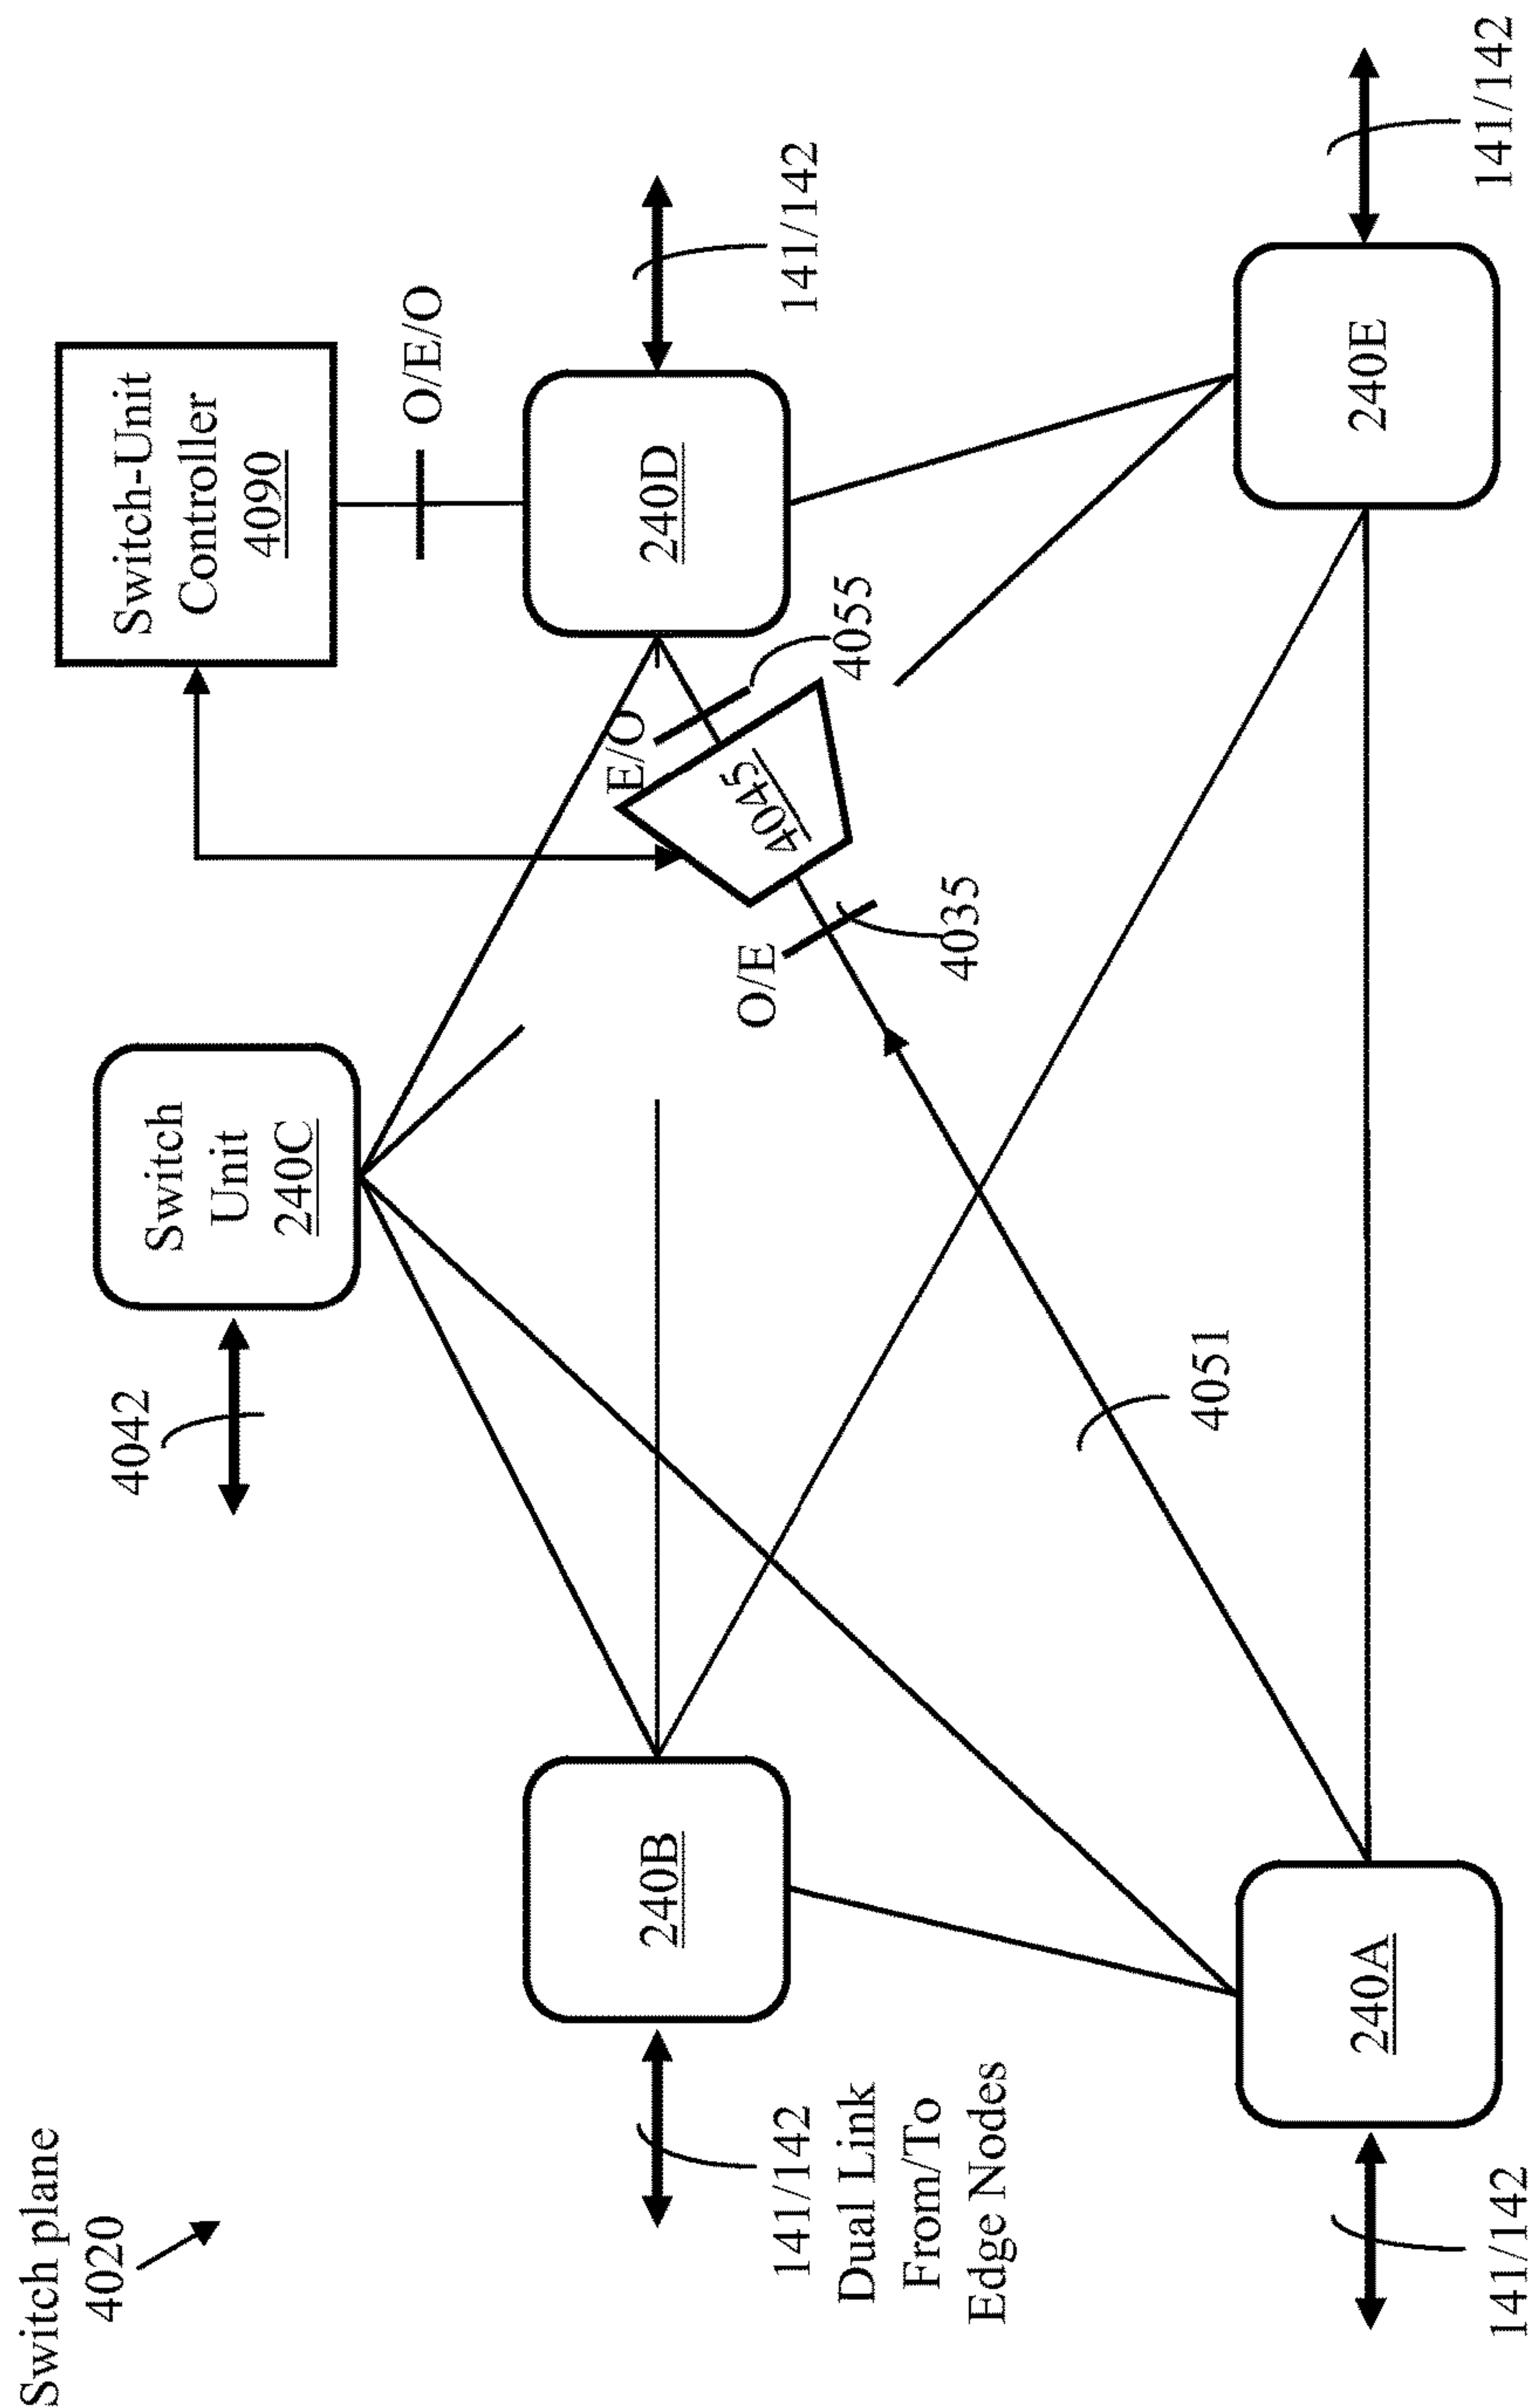 Switch plane
4020
4042
Switch
Unit
240C
Switch-Unit
Controller
4090
O/E/O
141/142
Dual Link
From/To
Edge Nodes
240B
E/O
4045
4055
240D
141/142
O/E
4035
4051
141/142
240A
240E
141/142